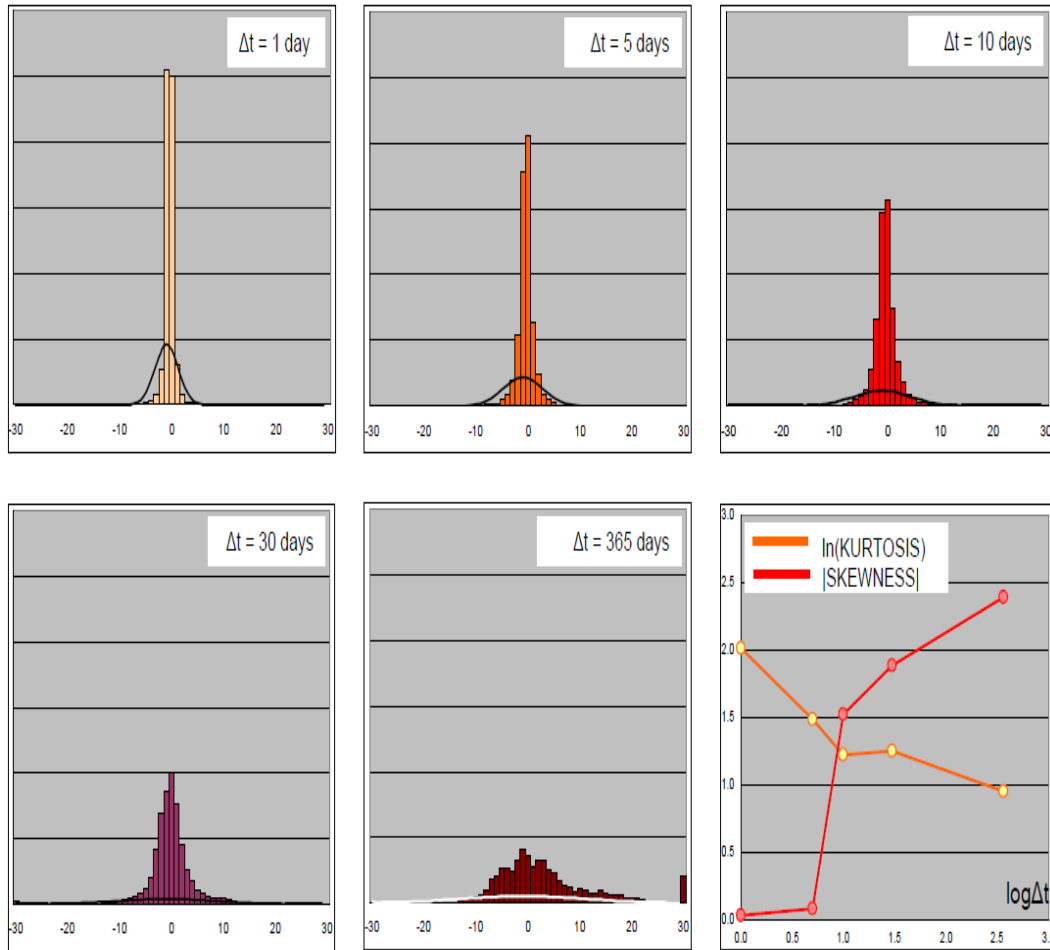 Δt = 1 day
-30 -20 -10 0 10 20 30
Δt = 5 days
-30 -20 -10 0 10 20 30
Δt = 10 days
-30 -20 -10 0 10 20 30
Δt = 30 days
-30 -20 -10 0 10 20 30
Δt = 365 days
-30 -20 -10 0 10 20 30
3.0
2.5
2.0
1.5
1.0
0.5
0.0
ln(KURTOSIS)
|SKEWNESS|
logΔt
0.0 0.5 1.0 1.5 2.0 2.5 3.